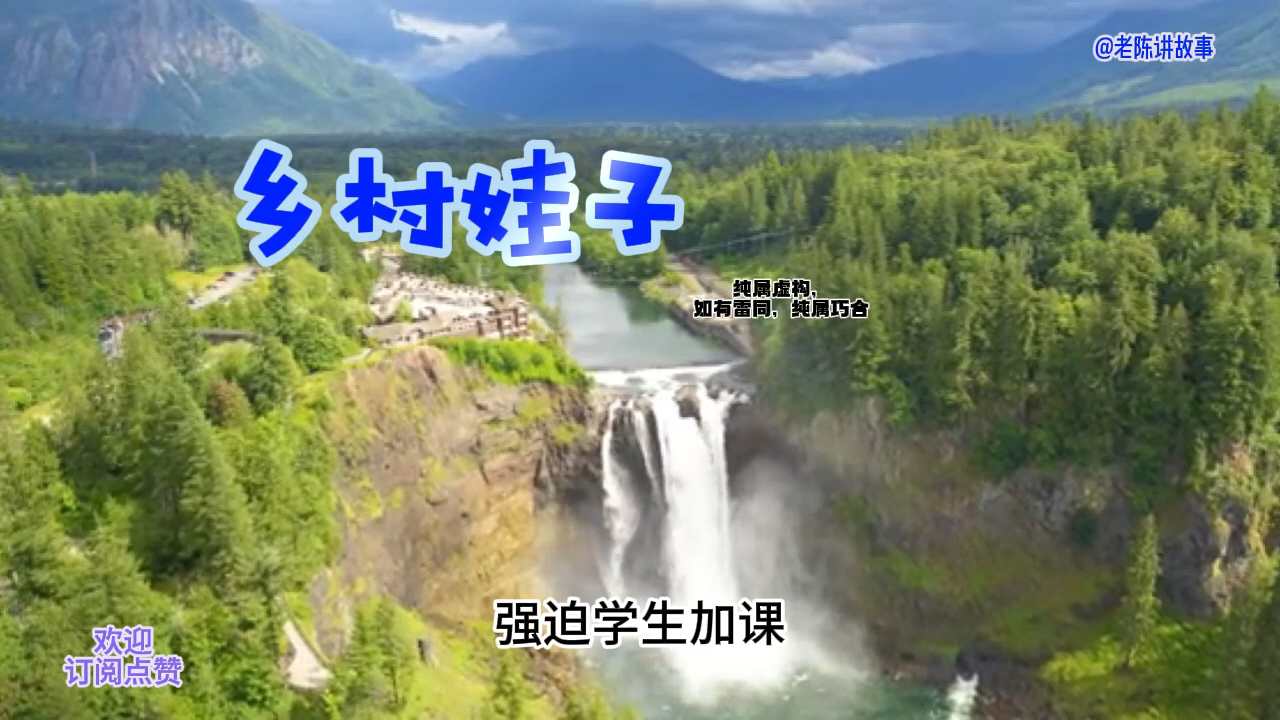 @老陈讲故事
乡村娃子
纯属虚构，
如有雷同，纯属巧合
强迫学生加课
欢迎
订阅点赞